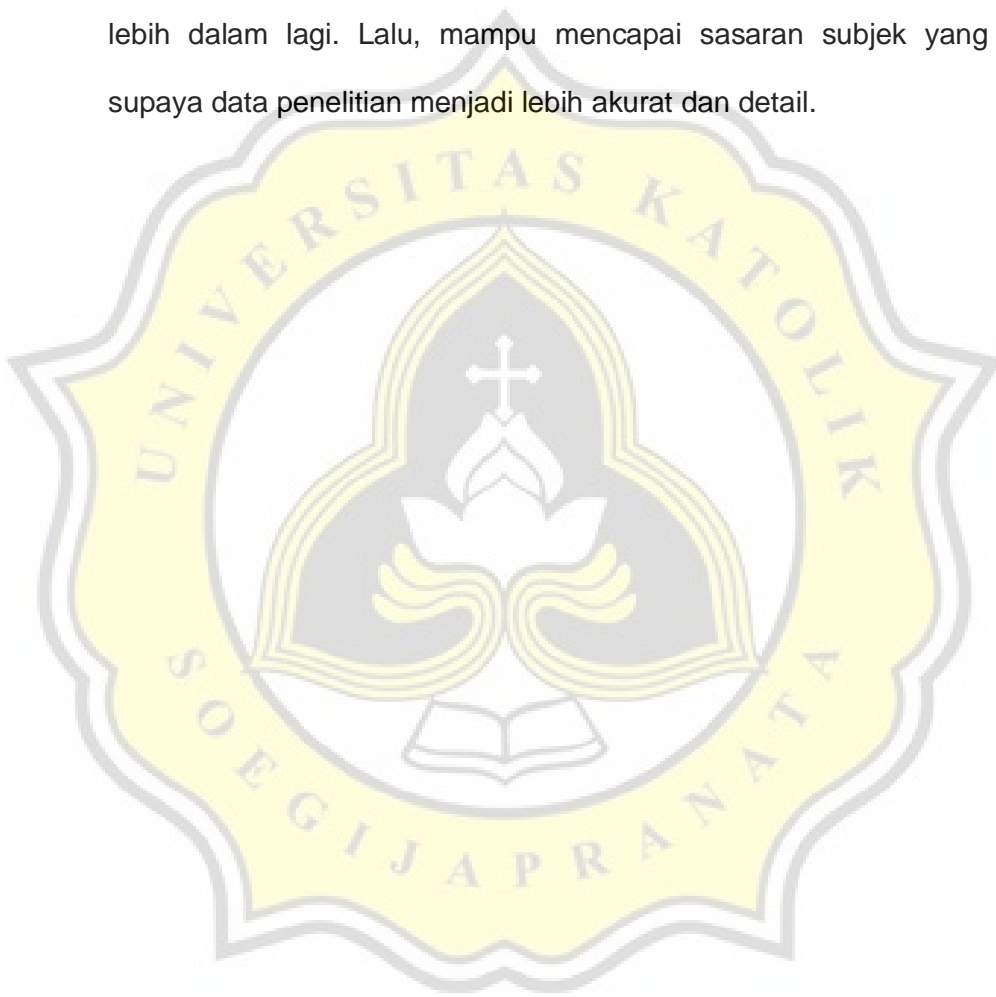 lebih dalam lagi. Lalu, mampu mencapai sasaran subjek yang
supaya data penelitian menjadi lebih akurat dan detail.
UNIVERSITAS KATOLIK
SOEGIJAPRANATA